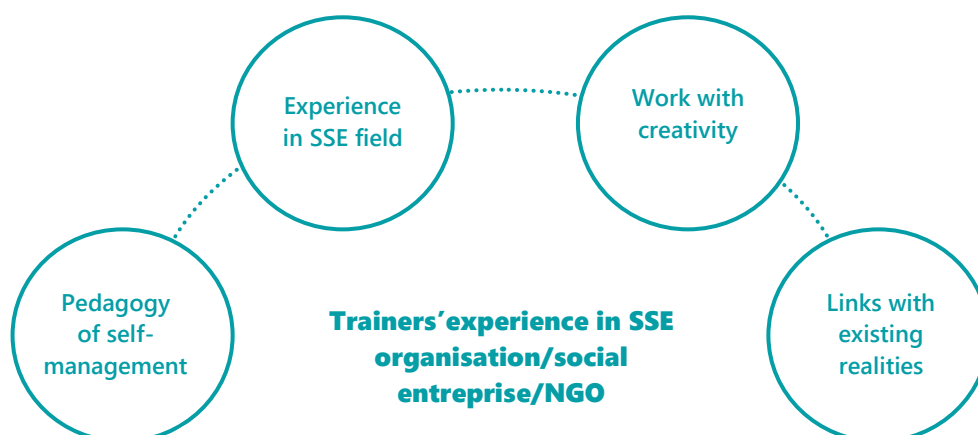 Experience
in SSE field
Work with
creativity
Pedagogy
of self-
management
Trainers’experience in SSE
organisation/social
entreprise/NGO
Links with
existing
realities